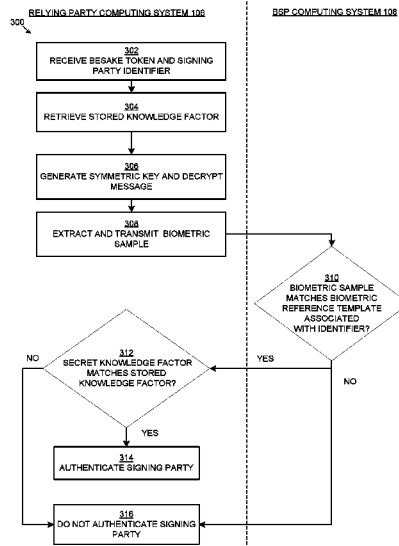 RELYING PARTY COMPUTING SYSTEM 106
BSP COMPUTING SYSTEM 108
300
302
RECEIVE BESAKE TOKEN AND SIGNING
PARTY IDENTIFIER
304
RETRIEVE STORED KNOWLEDGE FACTOR
306
GENERATE SYMMETRIC KEY AND DECRYPT
MESSAGE
308
EXTRACT AND TRANSMIT BIOMETRIC
SAMPLE
310
BIOMETRIC SAMPLE
MATCHES BIOMETRIC
REFERENCE TEMPLATE
ASSOCIATED
WITH IDENTIFIER?
312
SECRET KNOWLEDGE FACTOR
MATCHES STORED
KNOWLEDGE FACTOR?
NO
YES
NO
YES
314
AUTHENTICATE SIGNING PARTY
316
DO NOT AUTHENTICATE SIGNING
PARTY